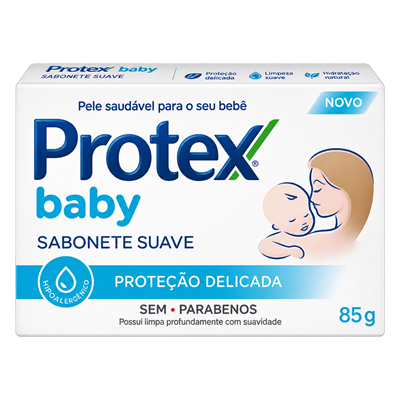 Protex® baby
SABONETE SUAVE
Proteção delicada
Limpeza suave
Hidratação natural
Pele saudável para o seu bebê
NOVO
Protex®
baby
SABONETE SUAVE
HIPOALERGÊNICO
PROTEÇÃO DELICADA
SEM • PARABENOS
Possui limpa profundamente com suavidade
85g